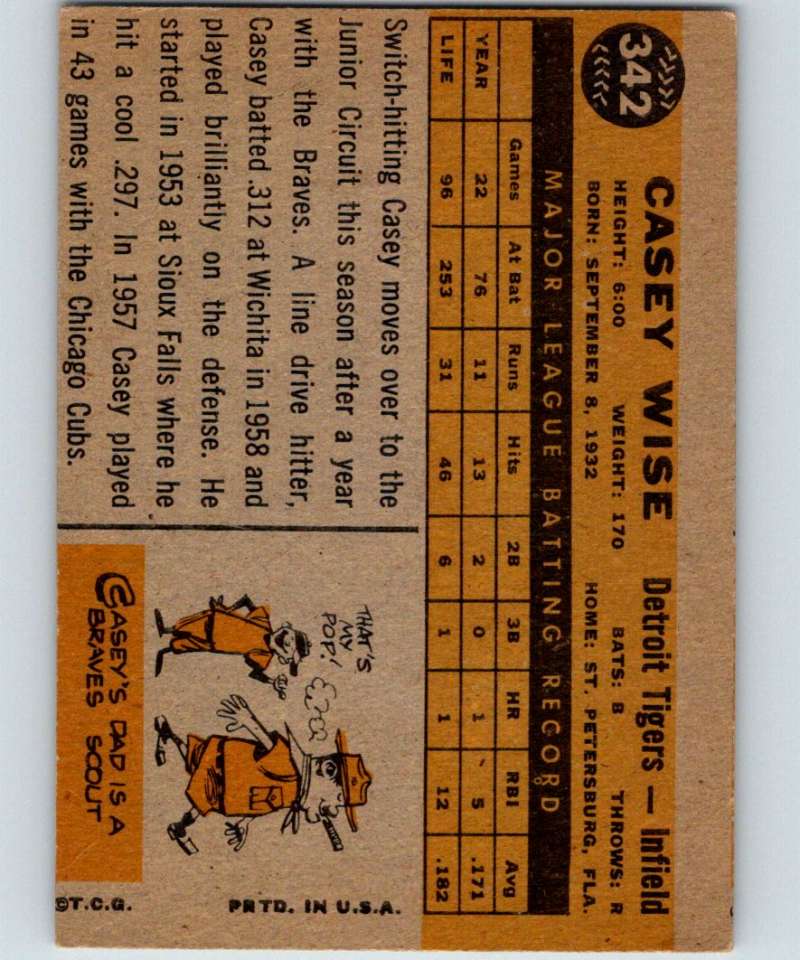 342
CASEY WISE Detroit Tigers — Infield
HEIGHT: 6:00 WEIGHT: 170 BATS: B THROWS: R
BORN: SEPTEMBER 8, 1932 HOME: ST. PETERSBURG, FLA.
MAJOR LEAGUE BATTING RECORD
Games At Bat Runs Hits 2B 3B HR RBI Avg
YEAR 22 76 11 13 2 0 1 5 .171
LIFE 96 253 31 46 6 1 1 12 .182
Switch-hitting Casey moves over to the
Junior Circuit this season after a year
with the Braves. A line drive hitter,
Casey batted .312 at Wichita in 1958 and
played brilliantly on the defense. He
started in 1953 at Sioux Falls where he
hit a cool .297. In 1957 Casey played
in 43 games with the Chicago Cubs.
THAT'S
MY
POP!
CASEY'S DAD IS A
BRAVES SCOUT
©T.C.G. PRTD. IN U.S.A.